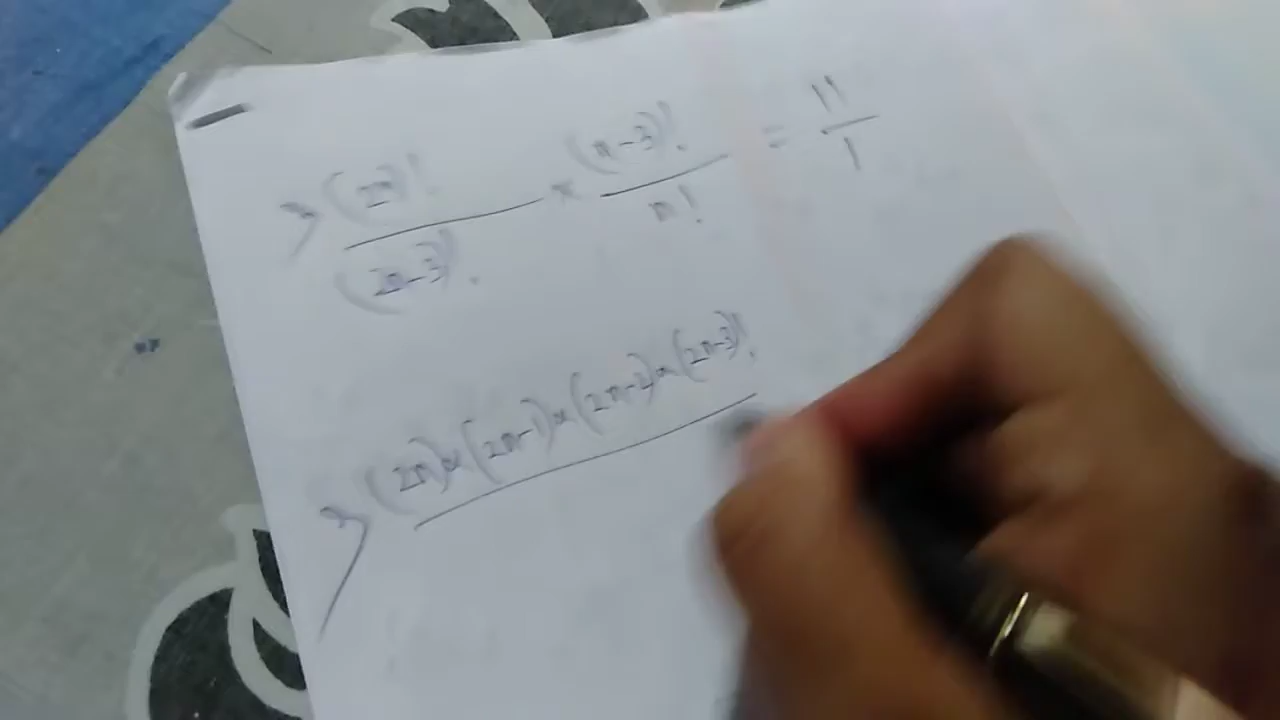 ⇒ (2n)! / (2n-3)! × (n-3)! / n! = 11 / 1
⇒ (2n)×(2n-1)×(2n-2)×(2n-3)!